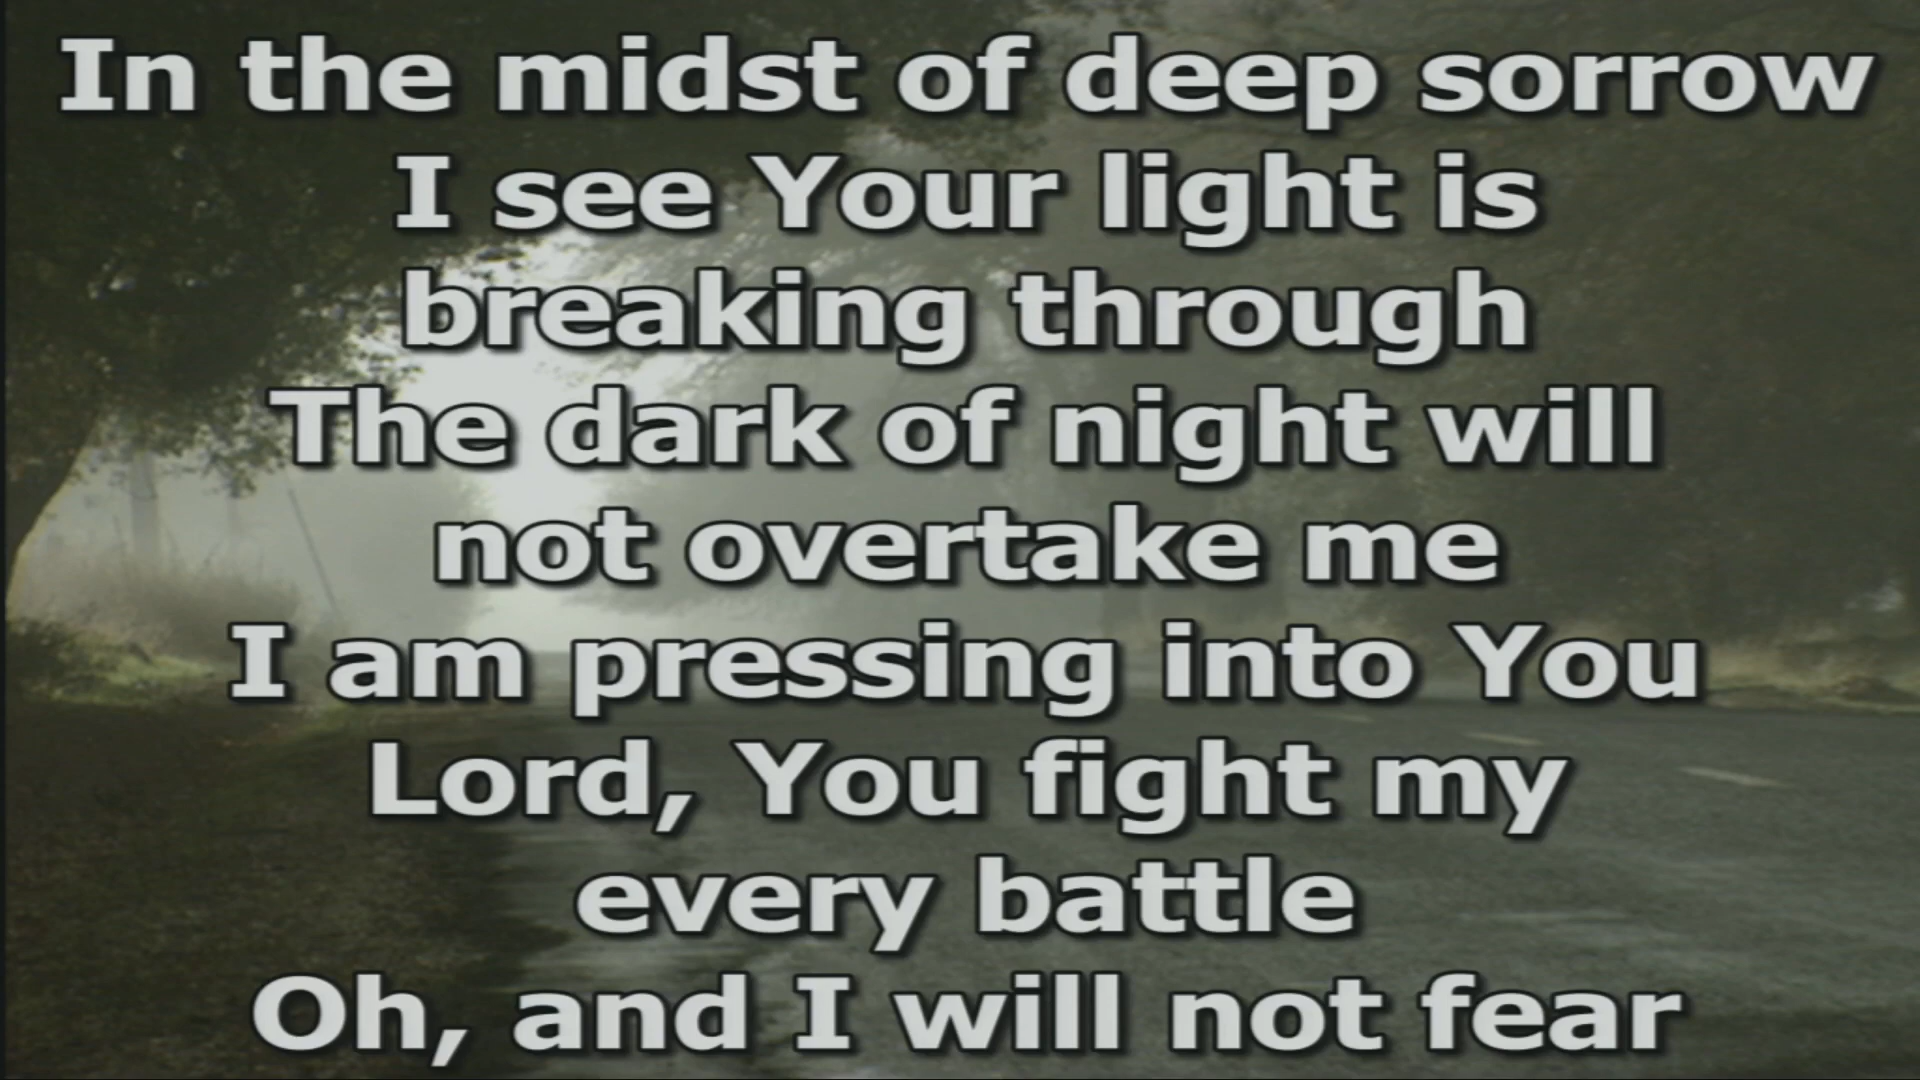 In the midst of deep sorrow
I see Your light is
breaking through
The dark of night will
not overtake me
I am pressing into You
Lord, You fight my
every battle
Oh, and I will not fear